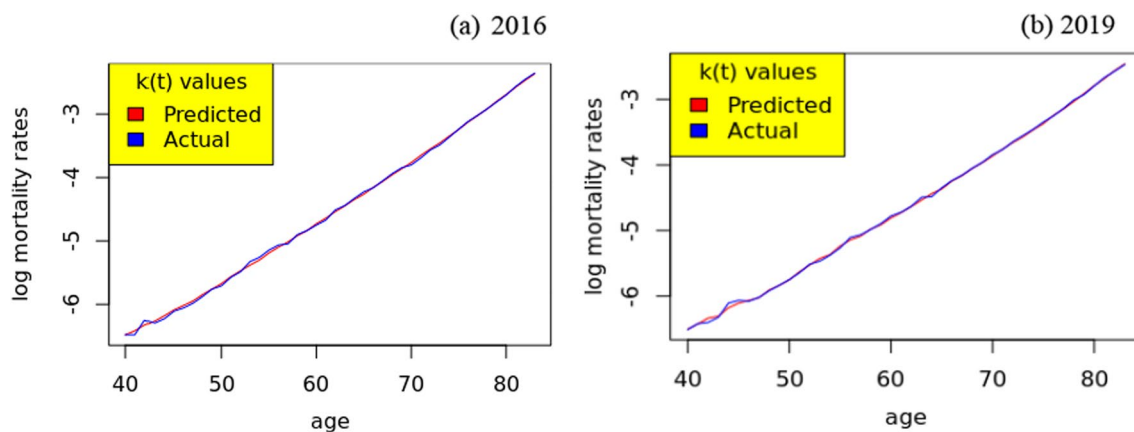 (a) 2016
k(t) values
Predicted
Actual
log mortality rates
-3
-4
-5
-6
40 50 60 70 80
age
(b) 2019
k(t) values
Predicted
Actual
log mortality rates
-3
-4
-5
-6
40 50 60 70 80
age